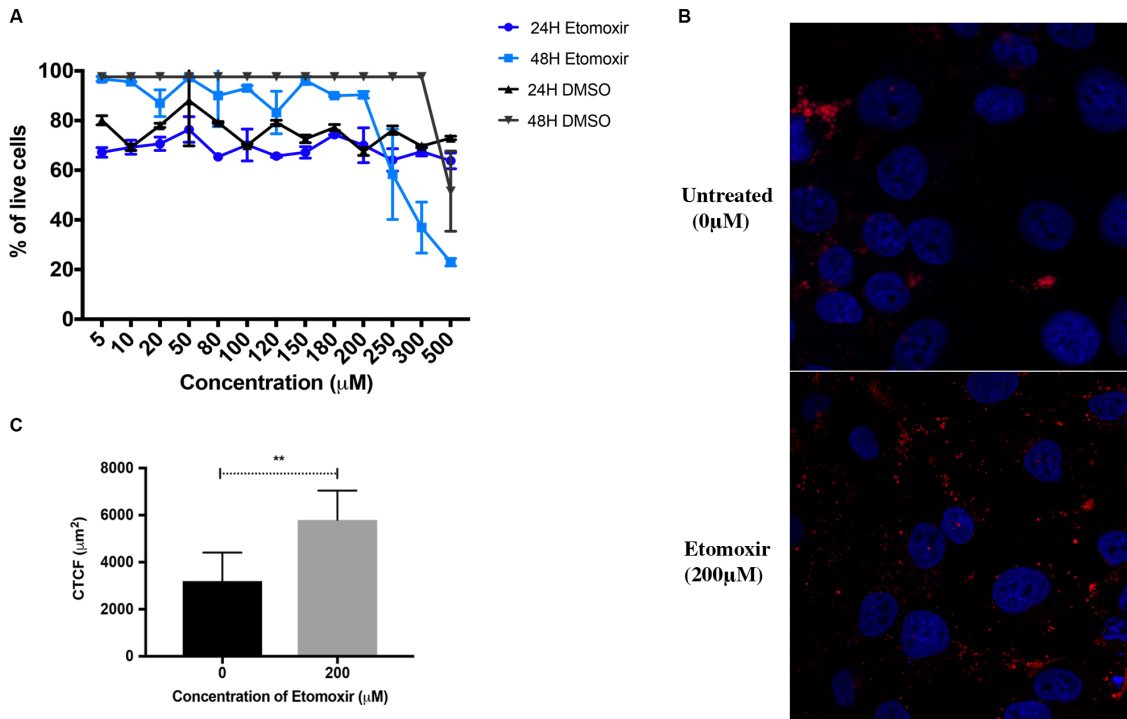 A
24H Etomoxir
48H Etomoxir
24H DMSO
48H DMSO
% of live cells
100
80
60
40
20
0
5
10
20
50
80
100
120
150
180
200
250
300
500
Concentration (μM)
B
Untreated
(0μM)
Etomoxir
(200μM)
C
**
CTCF (μm²)
8000
6000
4000
2000
0
0
200
Concentration of Etomoxir (μM)